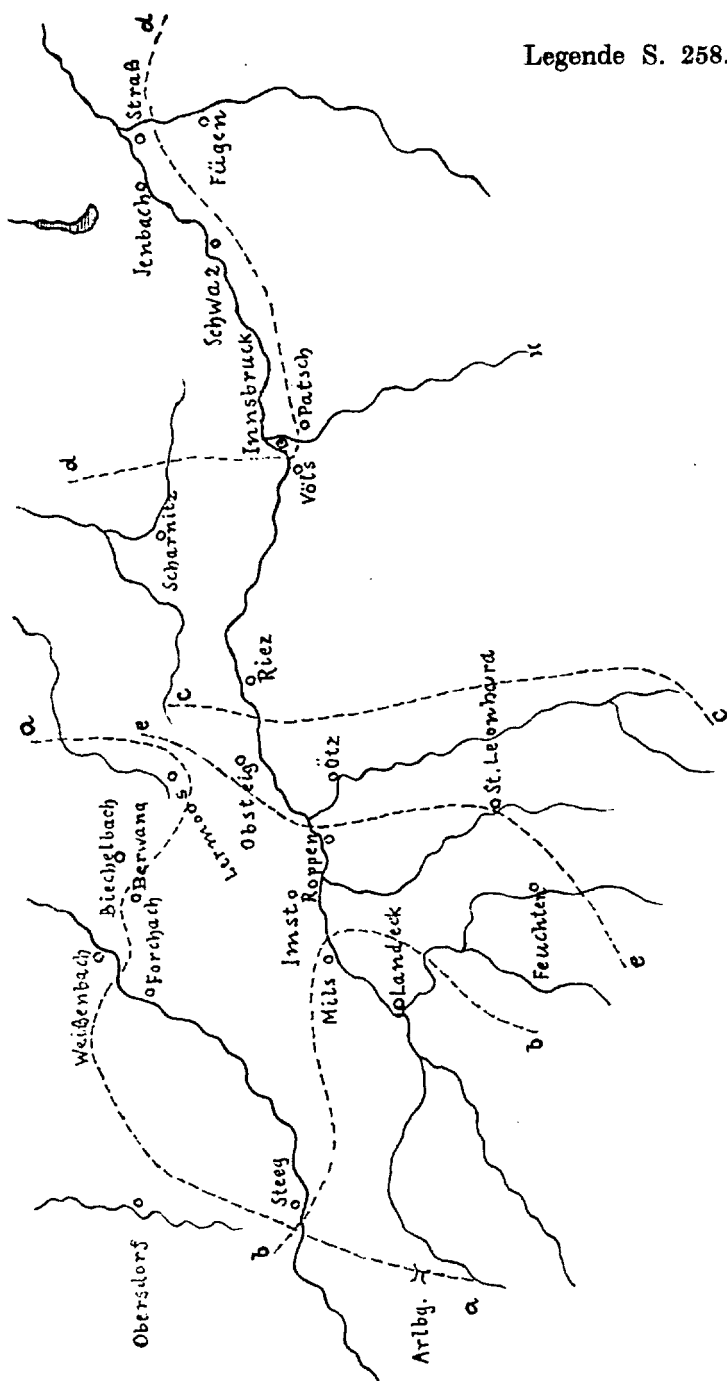 Legende S. 258.
d
Straß
Jenbach
Fügen
Schwaz
Innsbruck
Patsch
d
Völs
Scharnitz
a
e
c
Riez
Obsteig
Lermoos
Biechelbach
Berwang
Ötz
St. Leonhard
c
Roppen
Imst
Weißenbach
Forchach
Mils
Landeck
Feuchten
e
b
Steeg
Obersdorf
b
Arlbg.
a